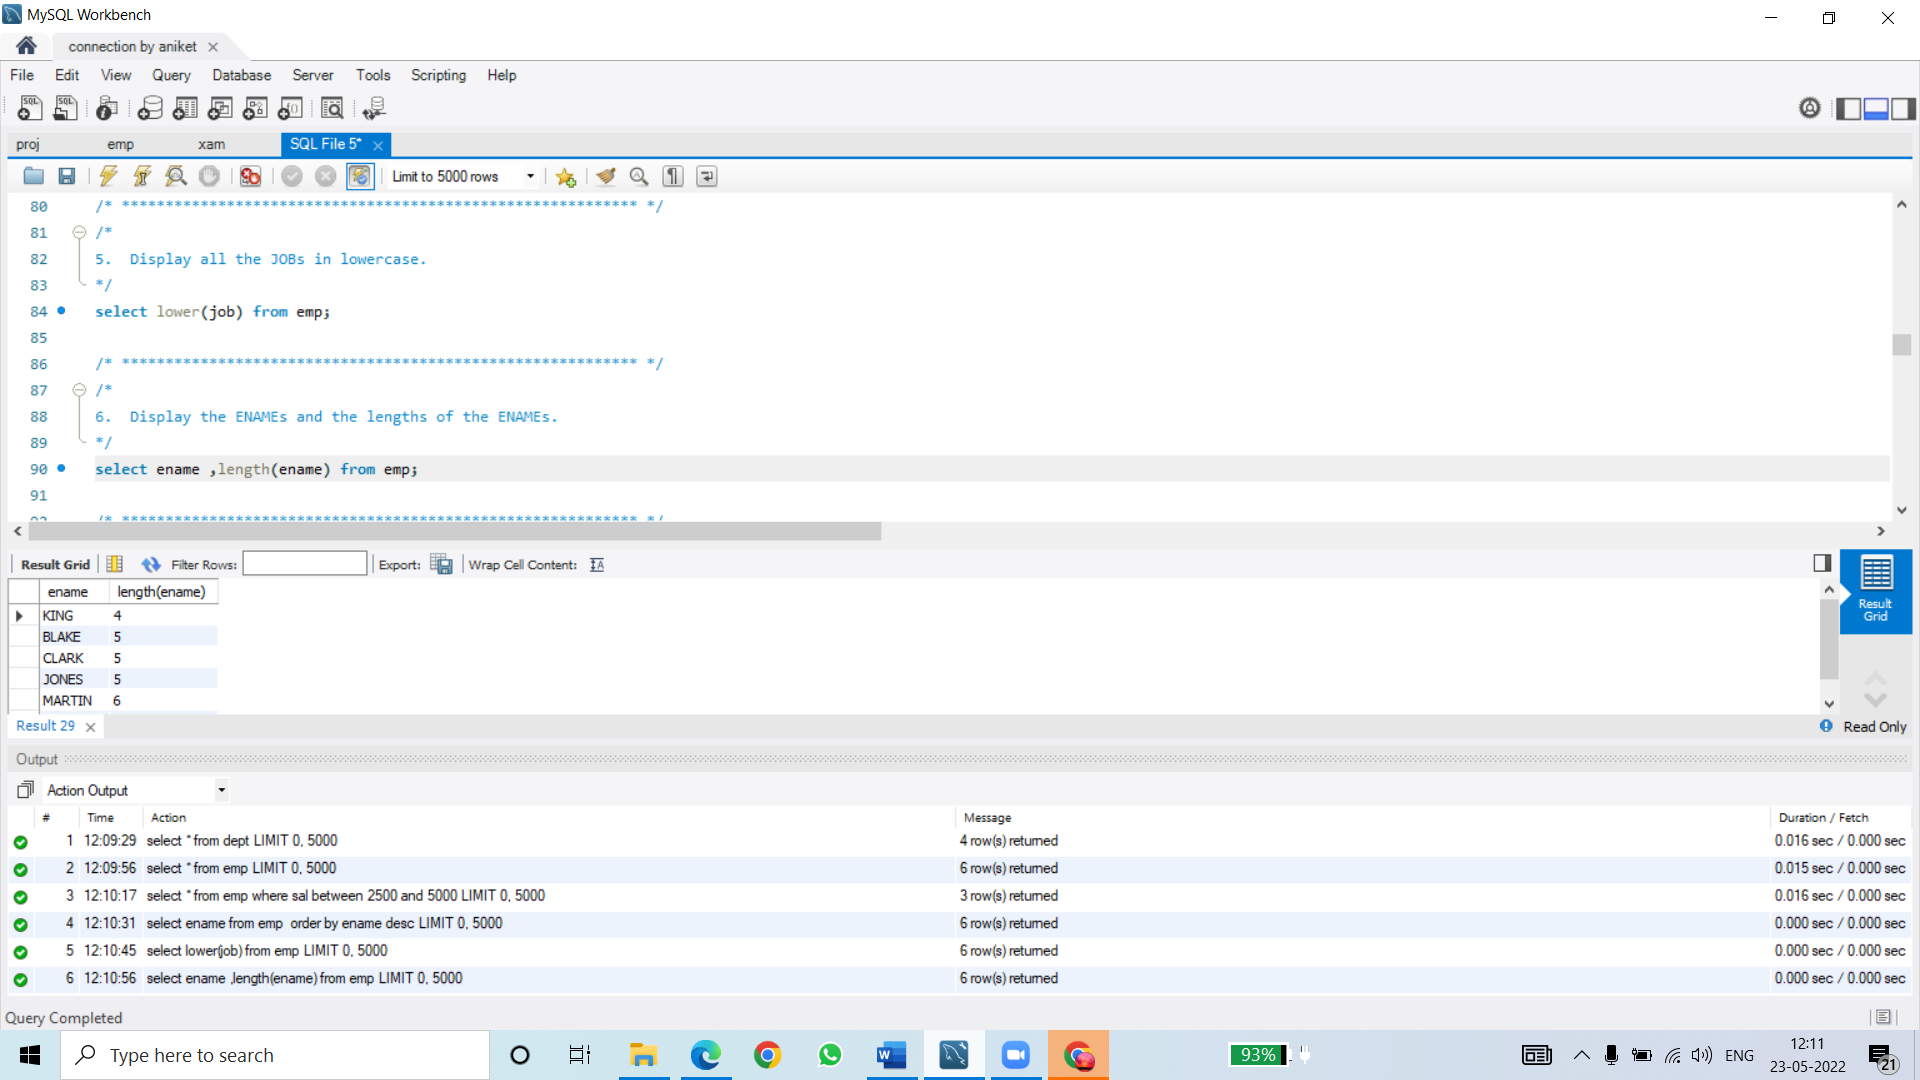 MySQL Workbench
connection by aniket
File Edit View Query Database Server Tools Scripting Help
proj emp xam SQL File 5*
Limit to 5000 rows
80 /* *********************************************************** */
81 /*
82 5.  Display all the JOBs in lowercase.
83 */
84 select lower(job) from emp;
85
86 /* *********************************************************** */
87 /*
88 6.  Display the ENAMEs and the lengths of the ENAMEs.
89 */
90 select ename ,length(ename) from emp;
91
92 /* *********************************************************** */
Result Grid Filter Rows: Export: Wrap Cell Content:
ename length(ename)
KING 4
BLAKE 5
CLARK 5
JONES 5
MARTIN 6
Result Grid
Result 29 Read Only
Output
Action Output
# Time Action Message Duration / Fetch
1 12:09:29 select * from dept LIMIT 0, 5000 4 row(s) returned 0.016 sec / 0.000 sec
2 12:09:56 select * from emp LIMIT 0, 5000 6 row(s) returned 0.015 sec / 0.000 sec
3 12:10:17 select * from emp where sal between 2500 and 5000 LIMIT 0, 5000 3 row(s) returned 0.016 sec / 0.000 sec
4 12:10:31 select ename from emp  order by ename desc LIMIT 0, 5000 6 row(s) returned 0.000 sec / 0.000 sec
5 12:10:45 select lower(job) from emp LIMIT 0, 5000 6 row(s) returned 0.000 sec / 0.000 sec
6 12:10:56 select ename ,length(ename) from emp LIMIT 0, 5000 6 row(s) returned 0.000 sec / 0.000 sec
Query Completed
Type here to search 93% ENG 12:11
23-05-2022 21